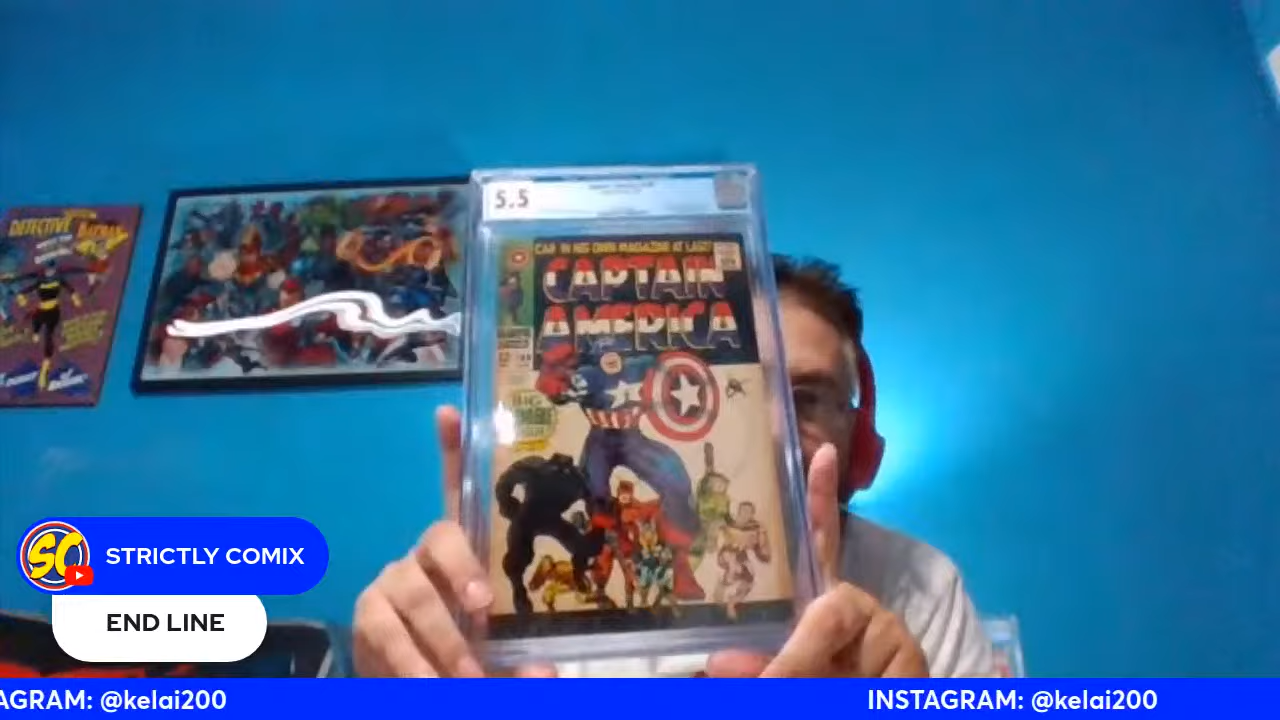 5.5
DETECTIVE
BATMAN
CAP IN HIS OWN MAGAZINE AT LAST!
CAPTAIN
AMERICA
BIG
SC
STRICTLY COMIX
END LINE
AGRAM: @kelai200
INSTAGRAM: @kelai200